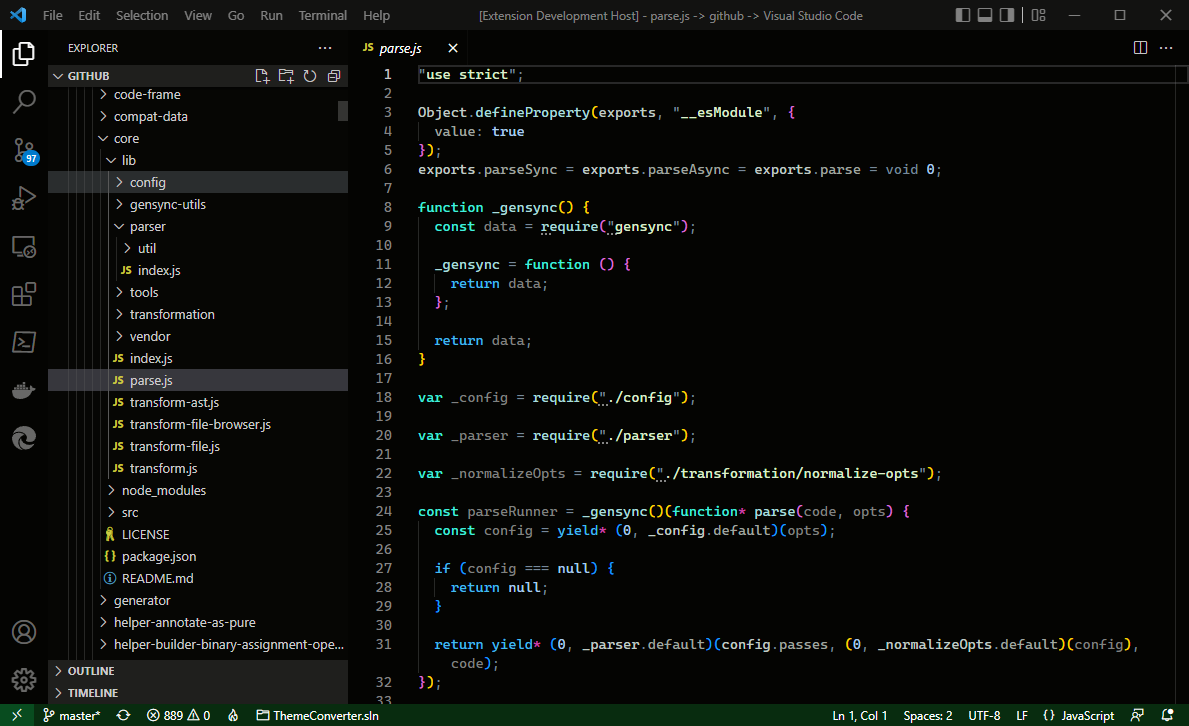 File Edit Selection View Go Run Terminal Help [Extension Development Host] - parse.js -> github -> Visual Studio Code
EXPLORER ...
GITHUB
code-frame
compat-data
core
lib
config
gensync-utils
parser
util
JS index.js
tools
transformation
vendor
JS index.js
JS parse.js
JS transform-ast.js
JS transform-file-browser.js
JS transform-file.js
JS transform.js
node_modules
src
LICENSE
{} package.json
README.md
generator
helper-annotate-as-pure
helper-builder-binary-assignment-ope...
OUTLINE
TIMELINE
97
JS parse.js
1 "use strict";
2
3 Object.defineProperty(exports, "__esModule", {
4 value: true
5 });
6 exports.parseSync = exports.parseAsync = exports.parse = void 0;
7
8 function _gensync() {
9 const data = require("gensync");
10
11 _gensync = function () {
12 return data;
13 };
14
15 return data;
16 }
17
18 var _config = require("./config");
19
20 var _parser = require("./parser");
21
22 var _normalizeOpts = require("./transformation/normalize-opts");
23
24 const parseRunner = _gensync()(function* parse(code, opts) {
25 const config = yield* (0, _config.default)(opts);
26
27 if (config === null) {
28 return null;
29 }
30
31 return yield* (0, _parser.default)(config.passes, (0, _normalizeOpts.default)(config),
code);
32 });
33
master* 889 0 ThemeConverter.sln Ln 1, Col 1 Spaces: 2 UTF-8 LF {} JavaScript